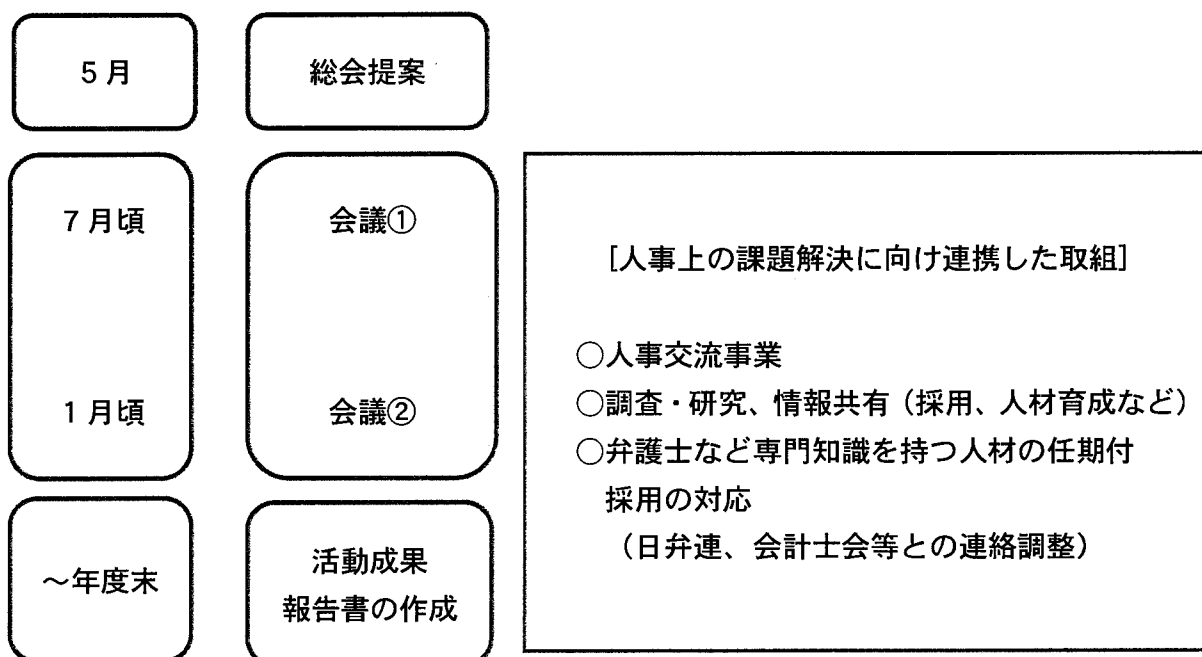 5月
総会提案
7月頃
会議①
1月頃
会議②
～年度末
活動成果
報告書の作成
[人事上の課題解決に向け連携した取組]
○人事交流事業
○調査・研究、情報共有（採用、人材育成など）
○弁護士など専門知識を持つ人材の任期付
採用の対応
（日弁連、会計士会等との連絡調整）